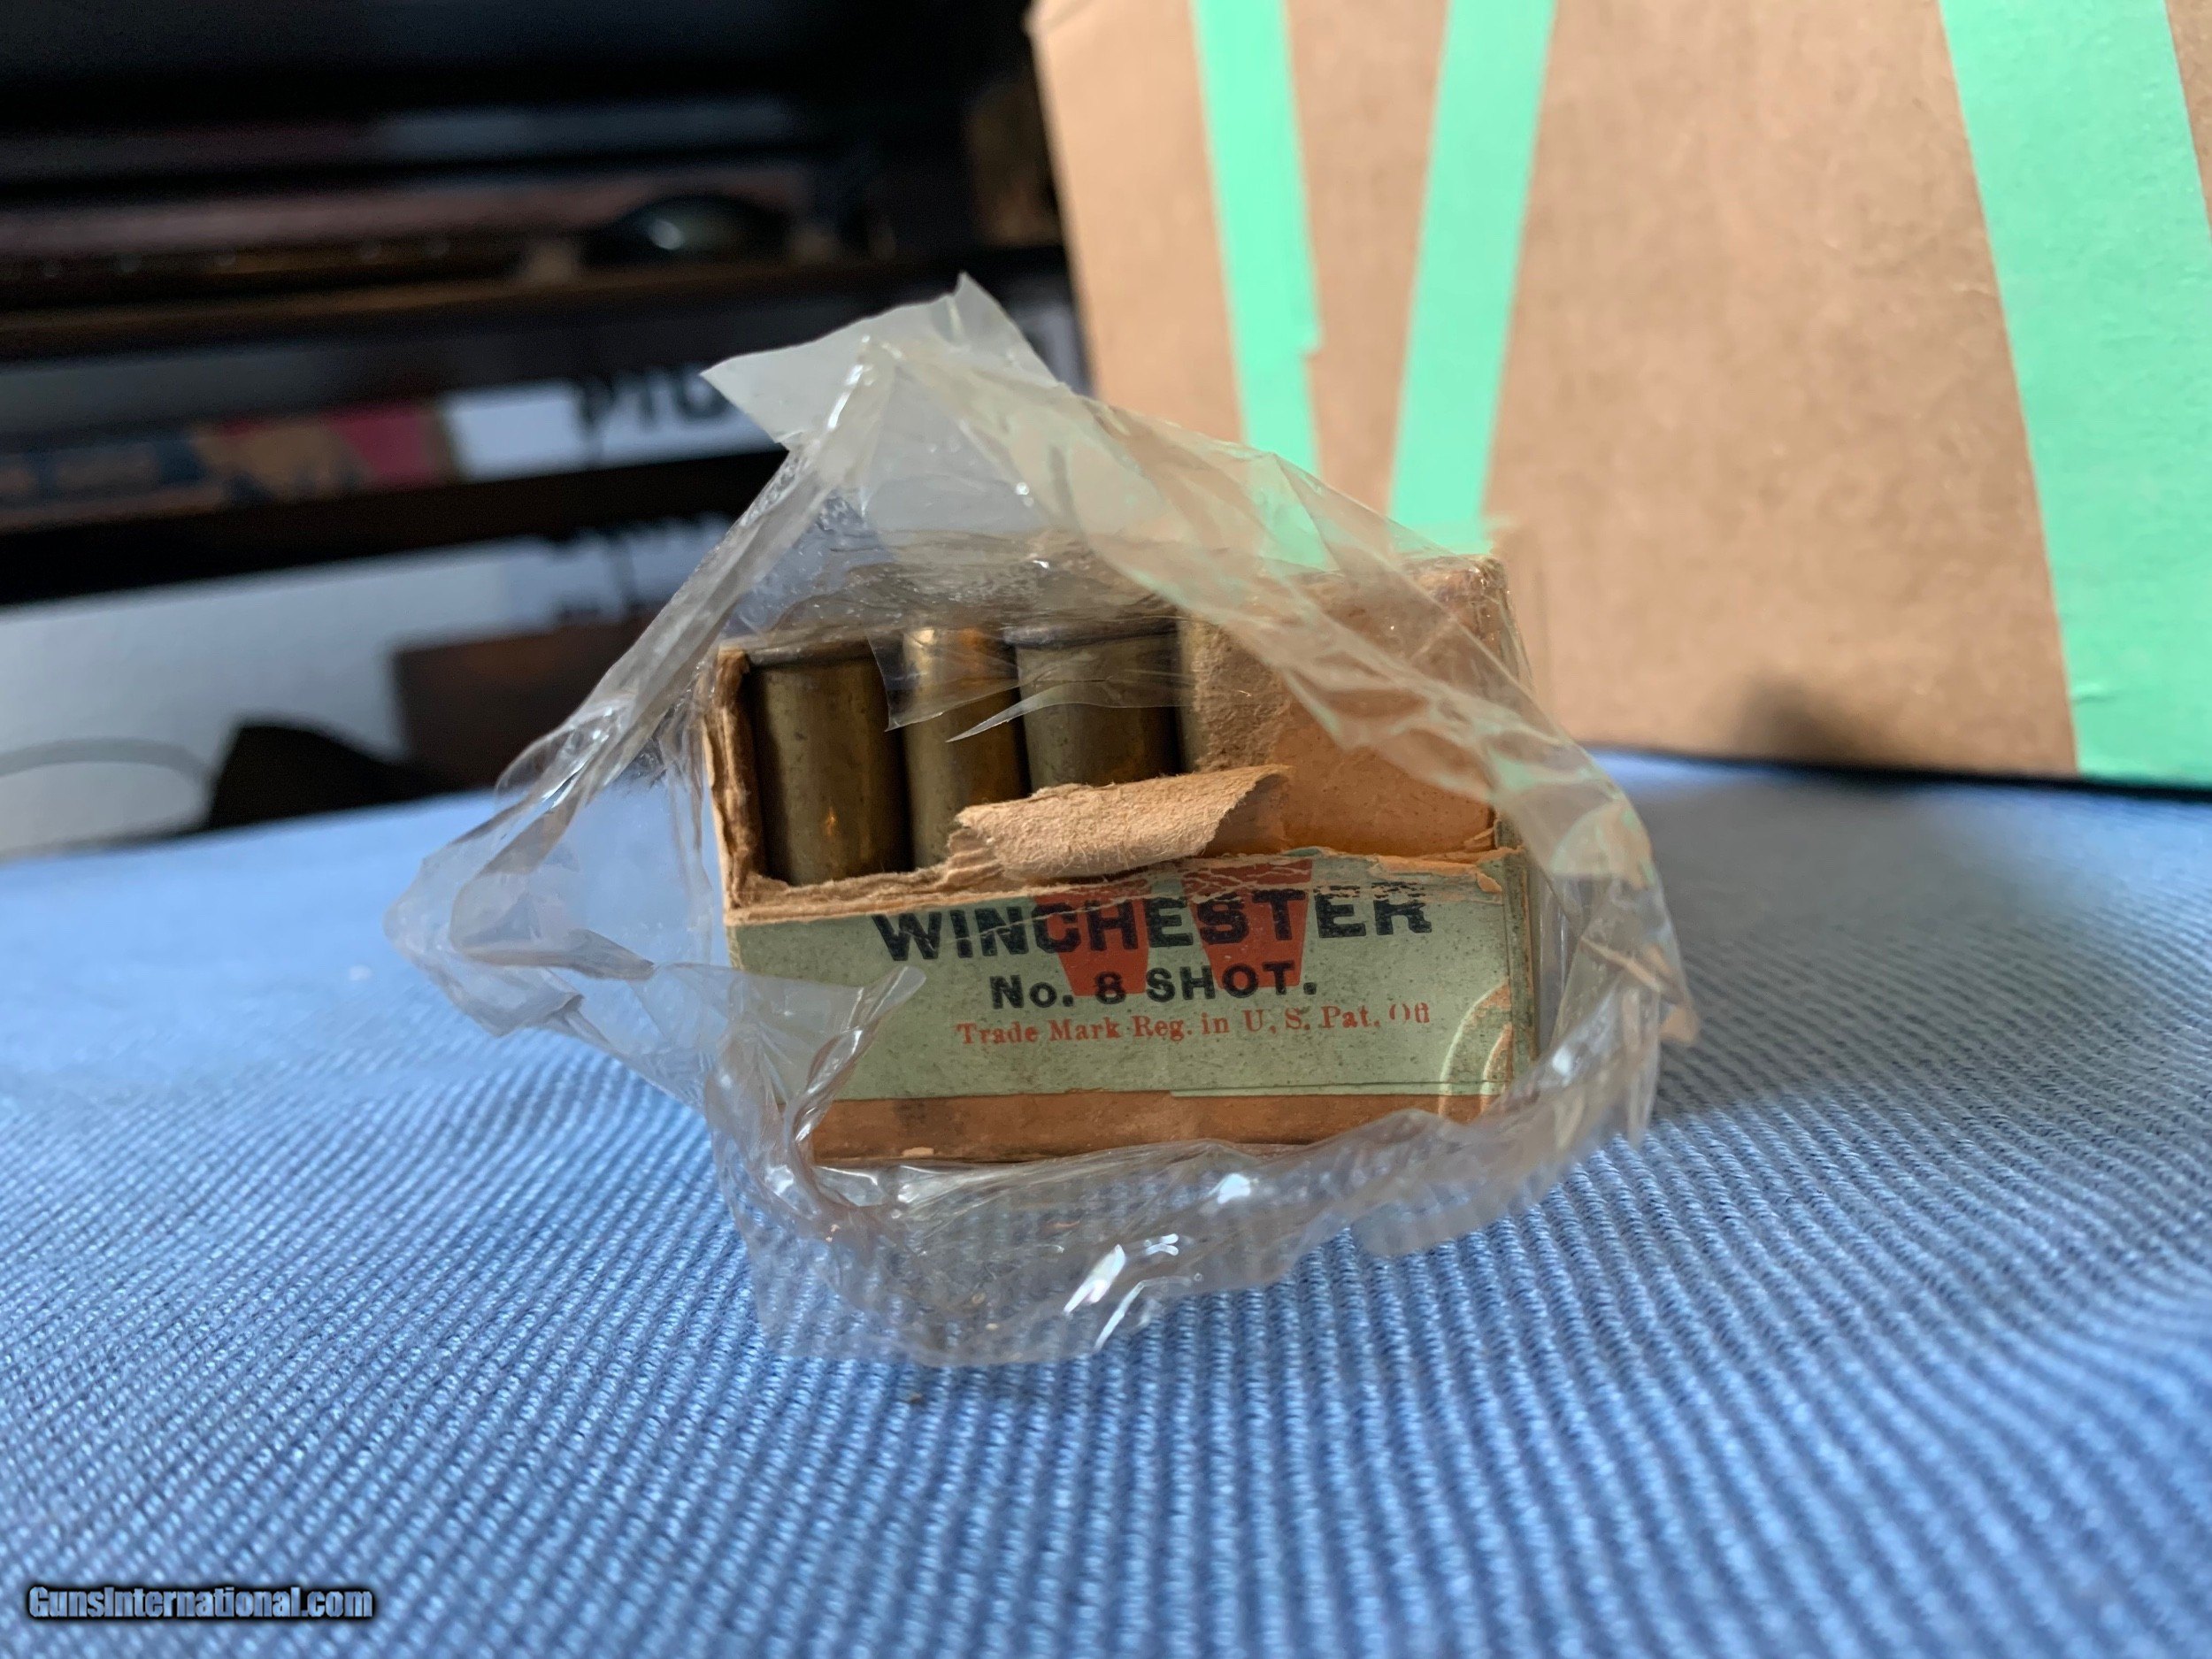 WINCHESTER
No. 8 SHOT.
Trade Mark Reg. in U. S. Pat. Off
GunsInternational.com